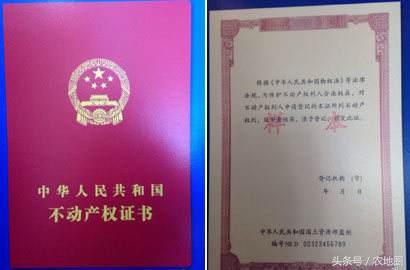 中华人民共和国
不动产权证书
根据《中华人民共和国物权法》等法律
法规，为保护不动产权利人合法权益，对
不动产权利人申请登记的本证所列不动产
权利，经审查核实，准予登记，颁发此证。
样本
登记机构（章）
年 月 日
中华人民共和国国土资源部监制
编号 NO D 00123456789
头条号／农地圈